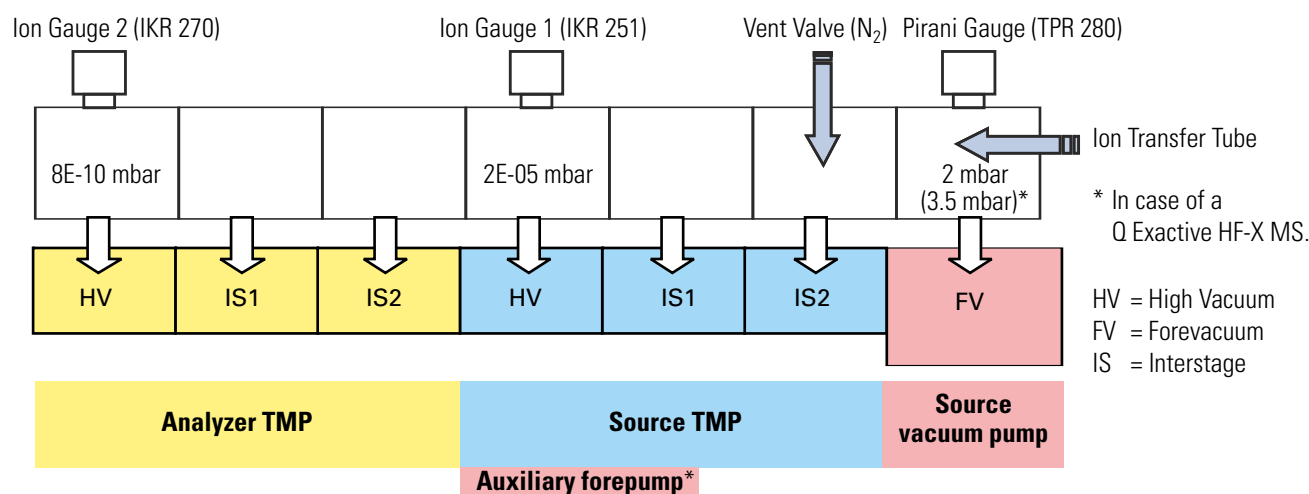 Ion Gauge 2 (IKR 270)
Ion Gauge 1 (IKR 251)
Vent Valve (N₂)
Pirani Gauge (TPR 280)
8E-10 mbar
2E-05 mbar
2 mbar
(3.5 mbar)*
Ion Transfer Tube
* In case of a
Q Exactive HF-X MS.
HV
IS1
IS2
HV
IS1
IS2
FV
HV = High Vacuum
FV = Forevacuum
IS = Interstage
Analyzer TMP
Source TMP
Source
vacuum pump
Auxiliary forepump*